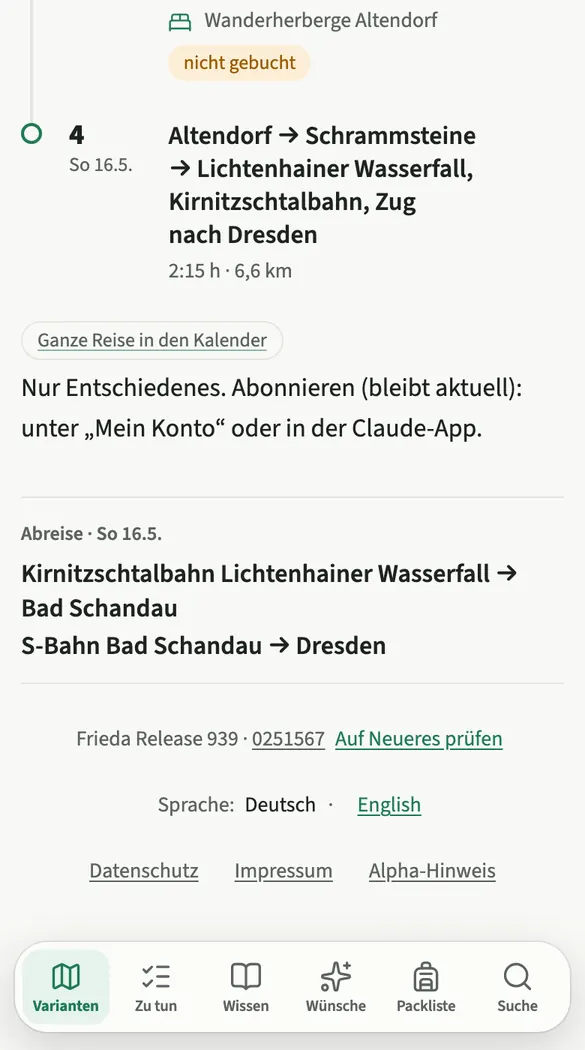 Wanderherberge Altendorf
nicht gebucht
4
So 16.5.
Altendorf → Schrammsteine
→ Lichtenhainer Wasserfall,
Kirnitzschtalbahn, Zug
nach Dresden
2:15 h · 6,6 km
Ganze Reise in den Kalender
Nur Entschiedenes. Abonnieren (bleibt aktuell):
unter „Mein Konto“ oder in der Claude-App.
Abreise · So 16.5.
Kirnitzschtalbahn Lichtenhainer Wasserfall →
Bad Schandau
S-Bahn Bad Schandau → Dresden
Frieda Release 939 · 0251567 Auf Neueres prüfen
Sprache: Deutsch · English
Datenschutz Impressum Alpha-Hinweis
Varianten Zu tun Wissen Wünsche Packliste Suche